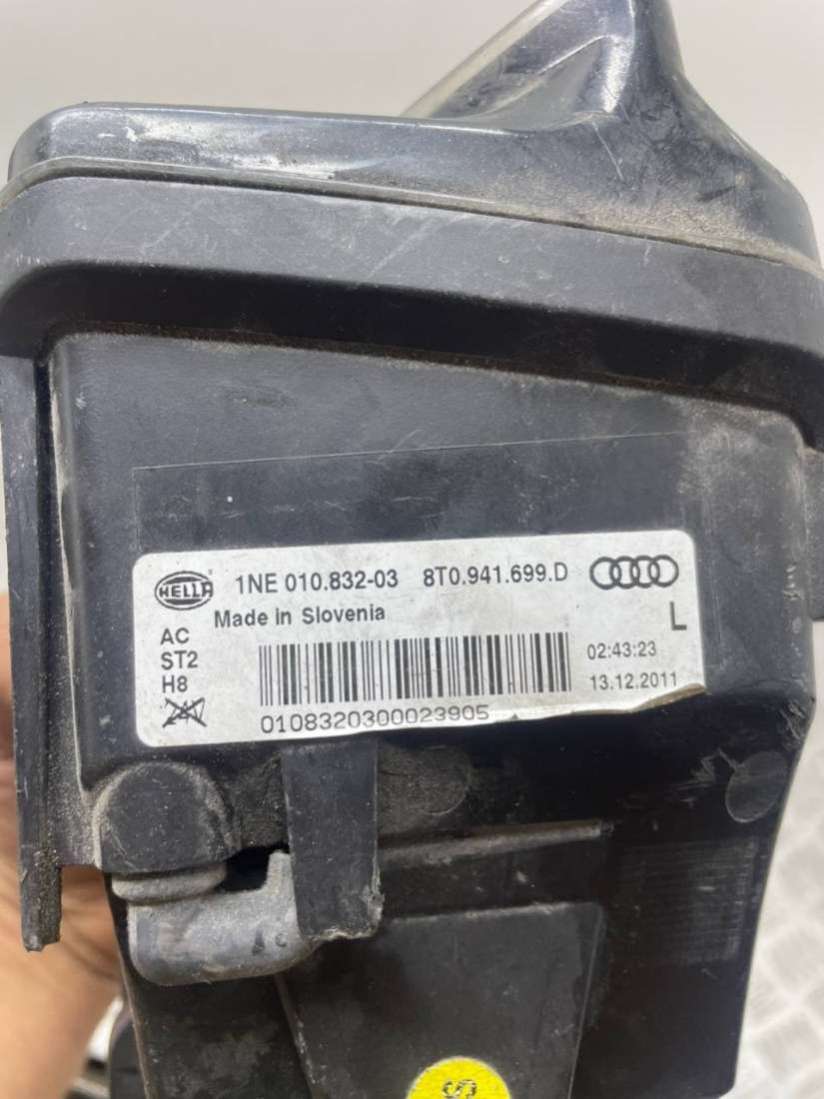 HELLA 1NE 010.832-03 8T0.941.699.D
Made in Slovenia
L
AC
ST2
H8
02:43:23
13.12.2011
0108320300023905
AC
S